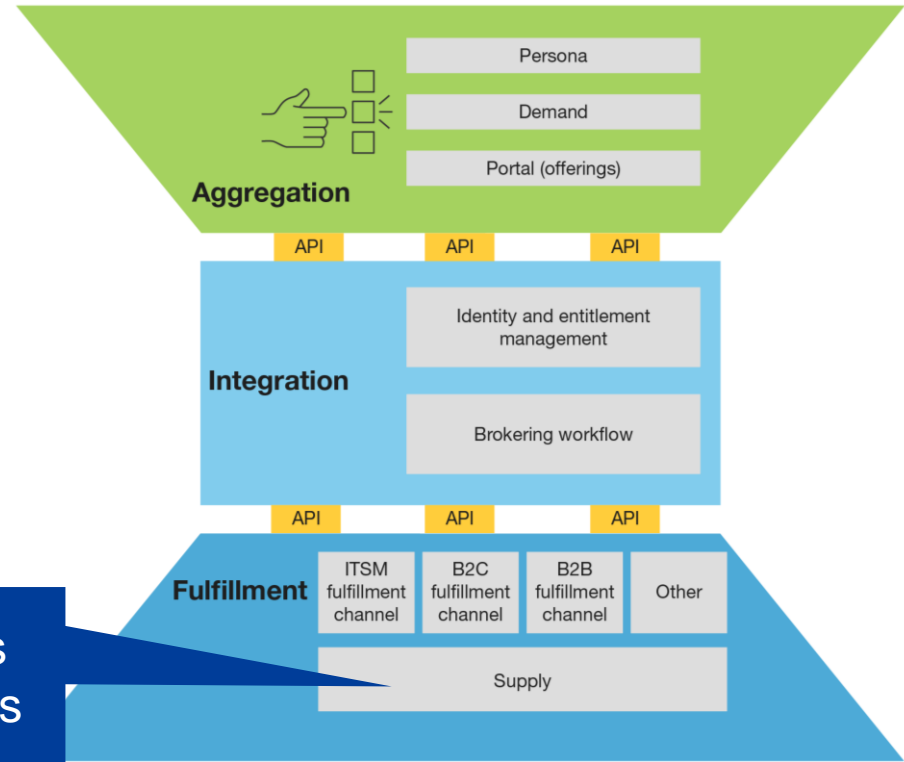 Persona
Demand
Portal (offerings)
Aggregation
API API API
Identity and entitlement
management
Integration
Brokering workflow
API API API
Fulfillment
ITSM
fulfillment
channel
B2C
fulfillment
channel
B2B
fulfillment
channel
Other
Supply